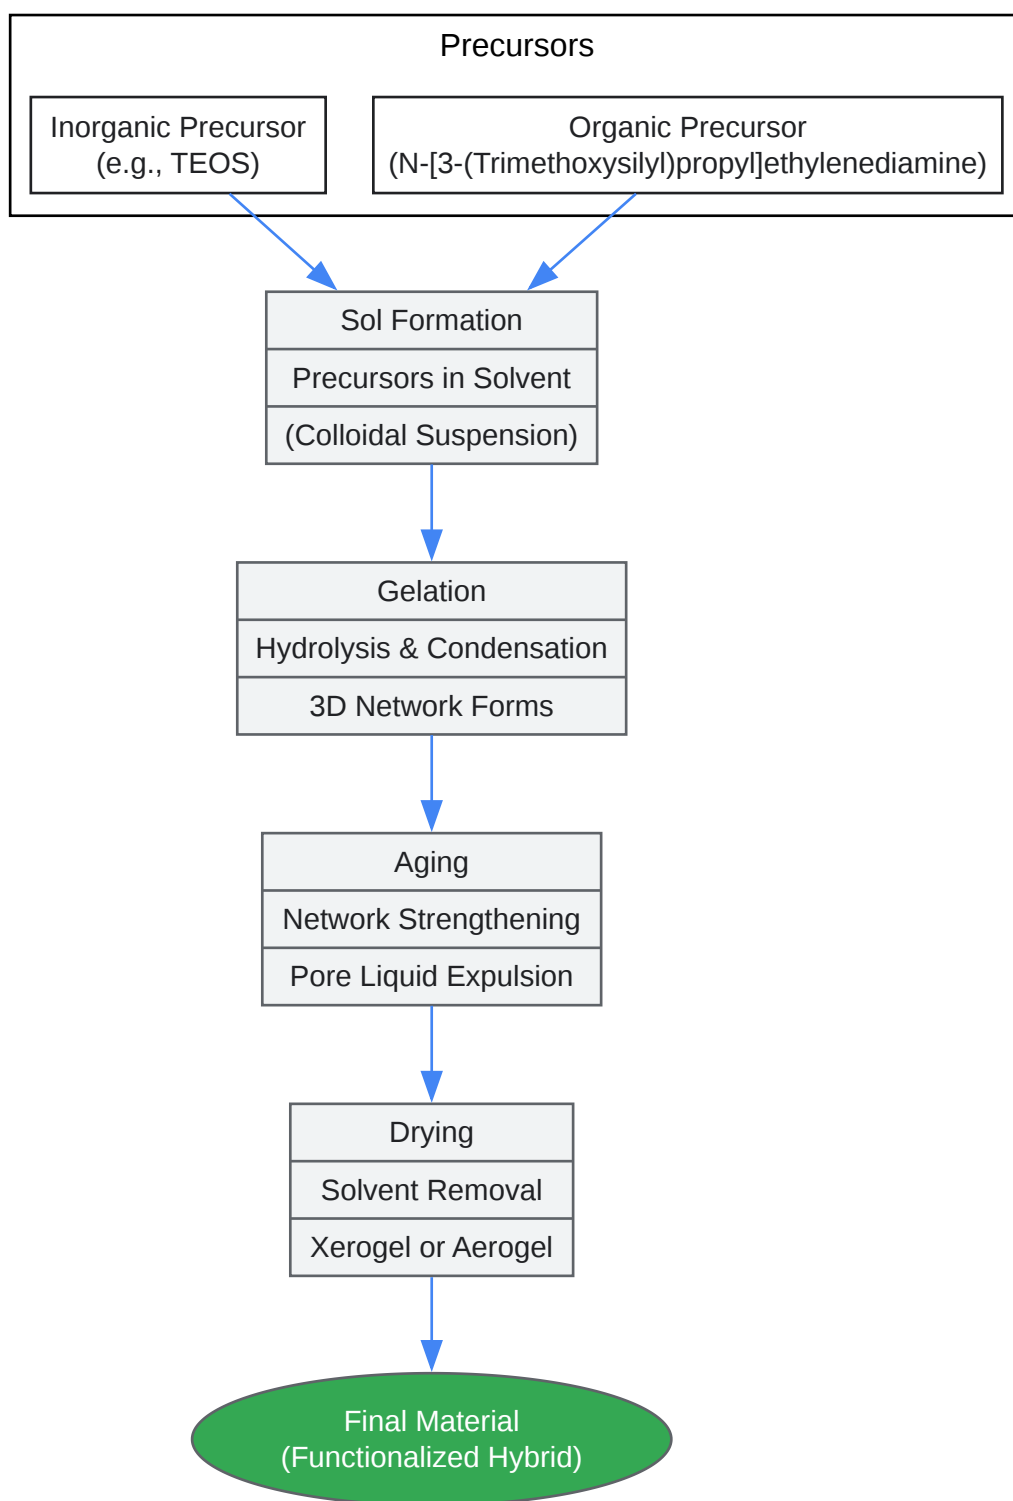 Precursors
Inorganic Precursor
(e.g., TEOS)
Organic Precursor
(N-[3-(Trimethoxysilyl)propyl]ethylenediamine)
Sol Formation
Precursors in Solvent
(Colloidal Suspension)
Gelation
Hydrolysis & Condensation
3D Network Forms
Aging
Network Strengthening
Pore Liquid Expulsion
Drying
Solvent Removal
Xerogel or Aerogel
Final Material
(Functionalized Hybrid)